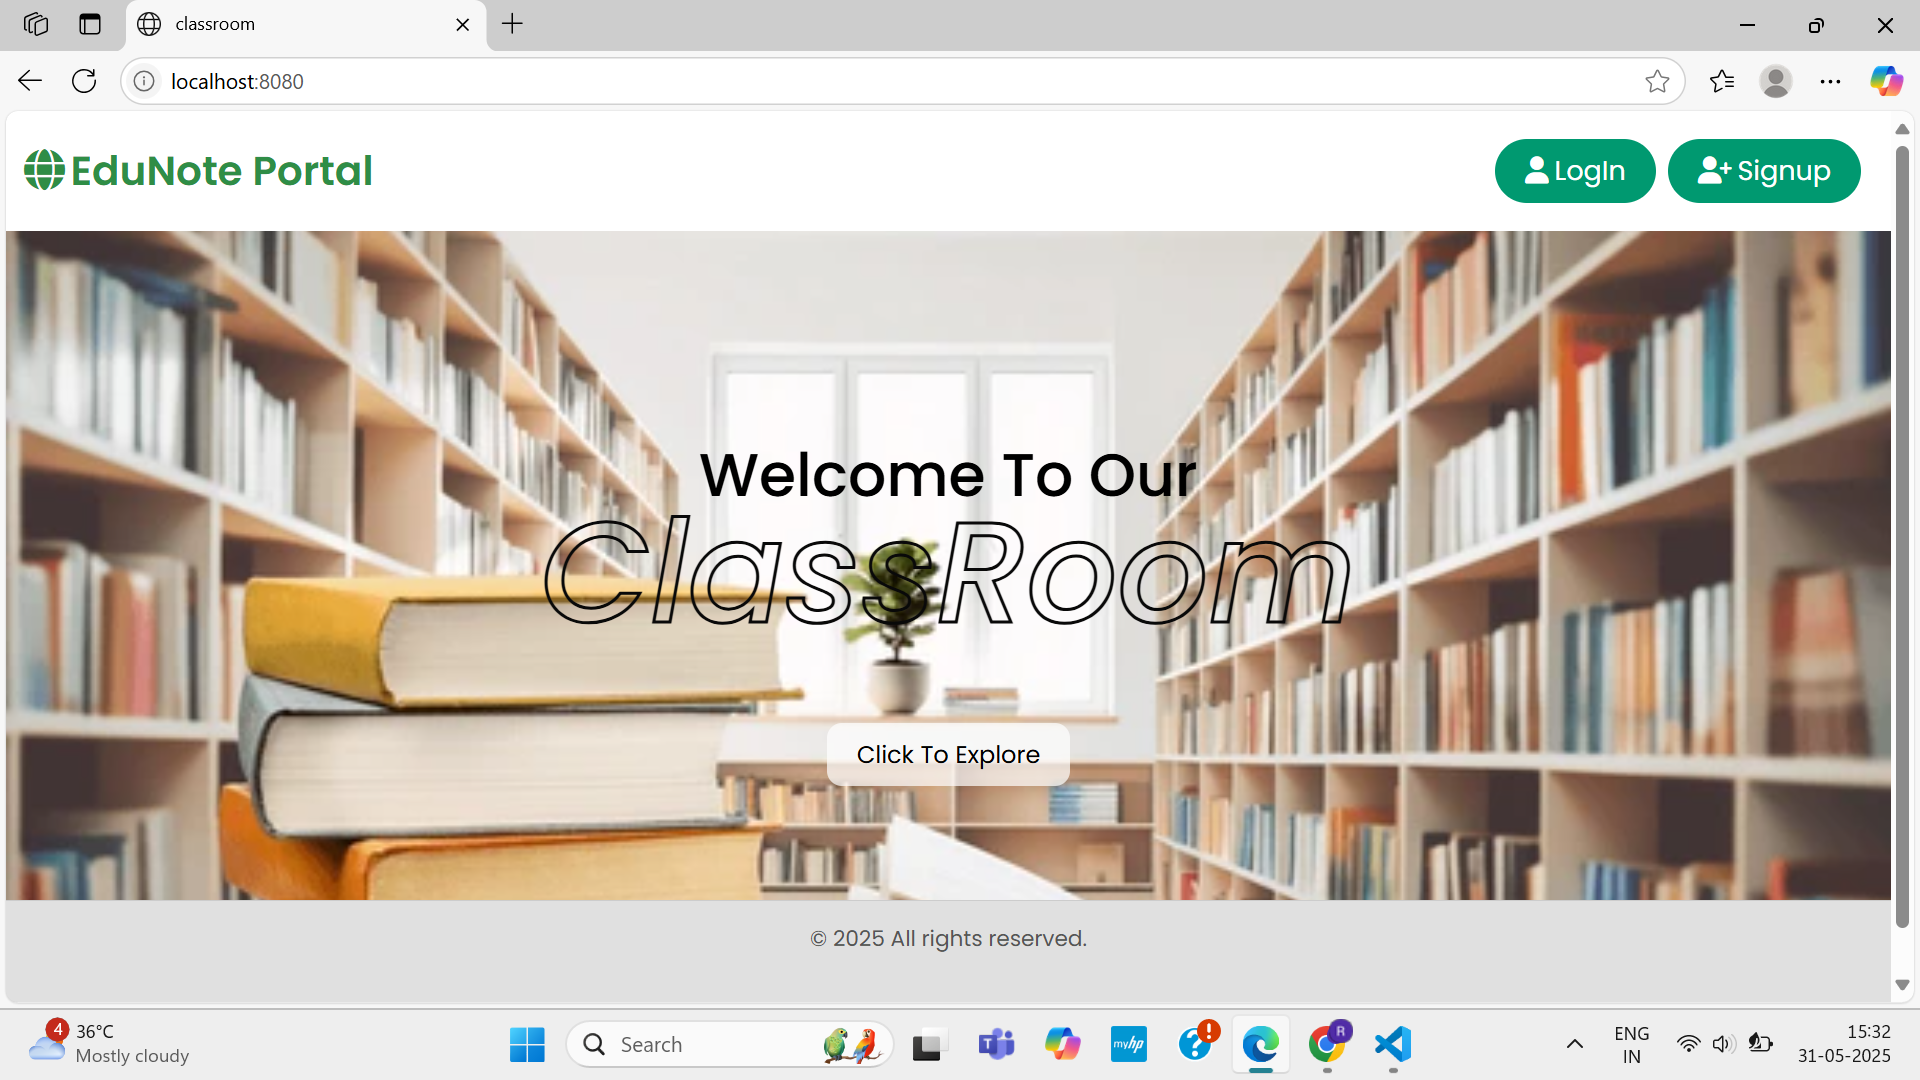 classroom
localhost:8080
EduNote Portal
LogIn
Signup
Welcome To Our
ClassRoom
Click To Explore
© 2025 All rights reserved.
4
36°C
Mostly cloudy
Search
T
myhp
?
!
R
ENG
IN
15:32
31-05-2025